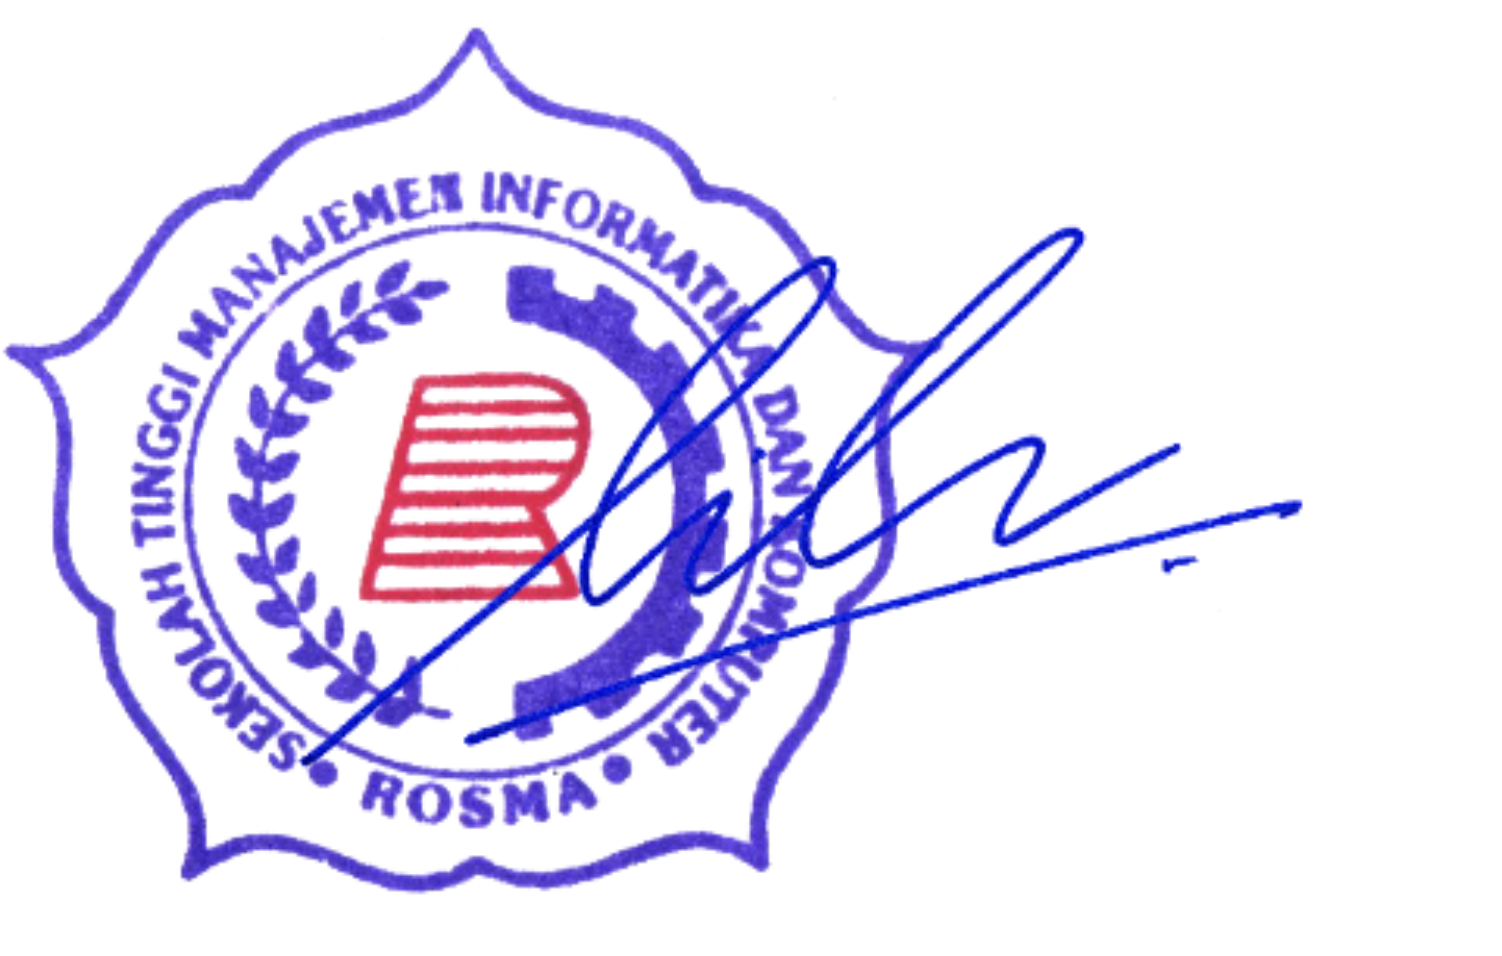 SEKOLAH TINGGI MANAJEMEN INFORMATIKA DAN KOMPUTER
• ROSMA •
R